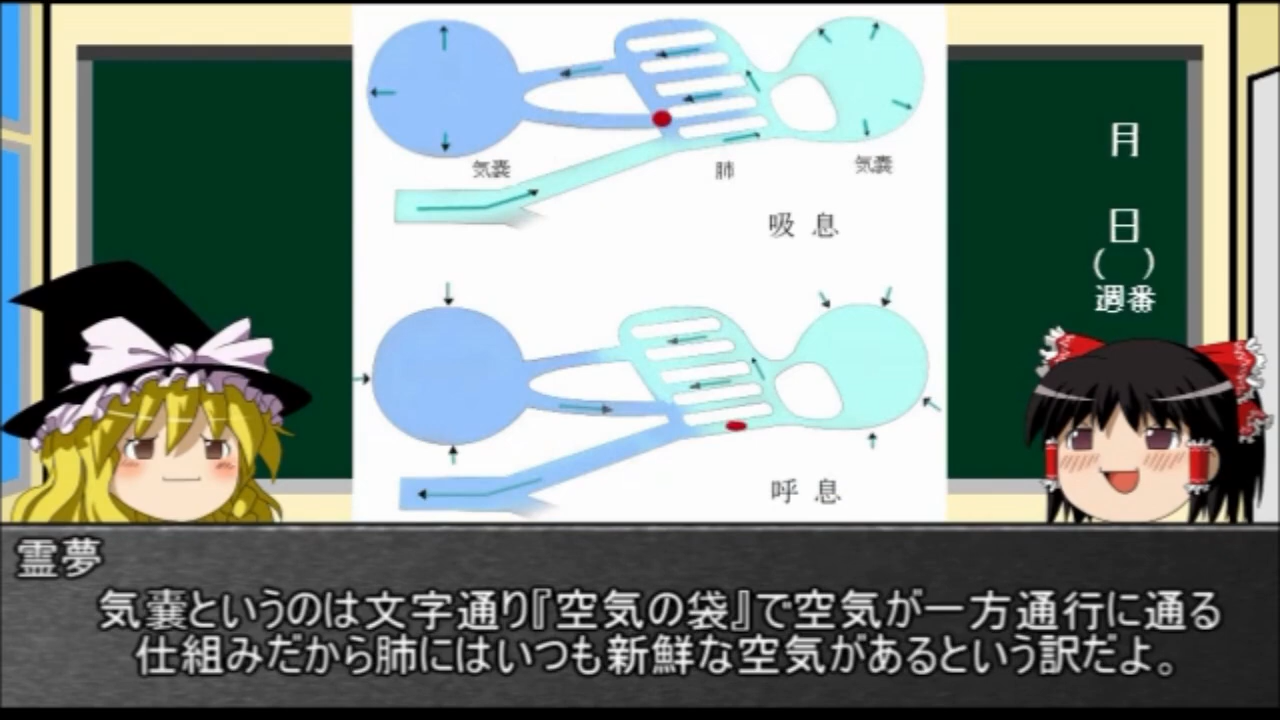 気嚢
肺
気嚢
吸 息
呼 息
月
日
(　)
週番
霊夢
気嚢というのは文字通り『空気の袋』で空気が一方通行に通る
仕組みだから肺にはいつも新鮮な空気があるという訳だよ。